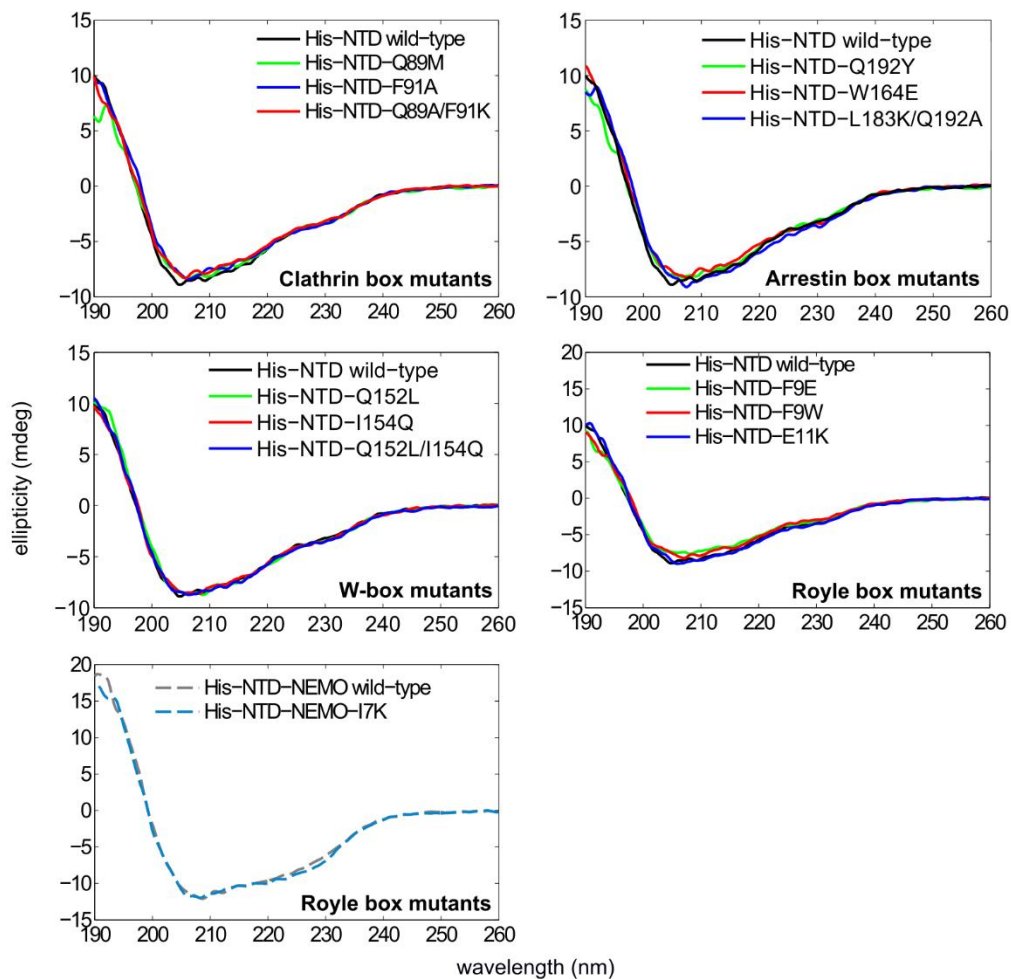 15
10
5
0
−5
−10
190 200 210 220 230 240 250 260
His−NTD wild−type
His−NTD−Q89M
His−NTD−F91A
His−NTD−Q89A/F91K
Clathrin box mutants
15
10
5
0
−5
−10
190 200 210 220 230 240 250 260
His−NTD wild−type
His−NTD−Q192Y
His−NTD−W164E
His−NTD−L183K/Q192A
Arrestin box mutants
15
10
5
0
−5
−10
190 200 210 220 230 240 250 260
His−NTD wild−type
His−NTD−Q152L
His−NTD−I154Q
His−NTD−Q152L/I154Q
W-box mutants
20
15
10
5
0
−5
−10
−15
190 200 210 220 230 240 250 260
His−NTD wild−type
His−NTD−F9E
His−NTD−F9W
His−NTD−E11K
Royle box mutants
ellipticity (mdeg)
20
15
10
5
0
−5
−10
−15
190 200 210 220 230 240 250 260
His−NTD−NEMO wild−type
His−NTD−NEMO−I7K
Royle box mutants
wavelength (nm)